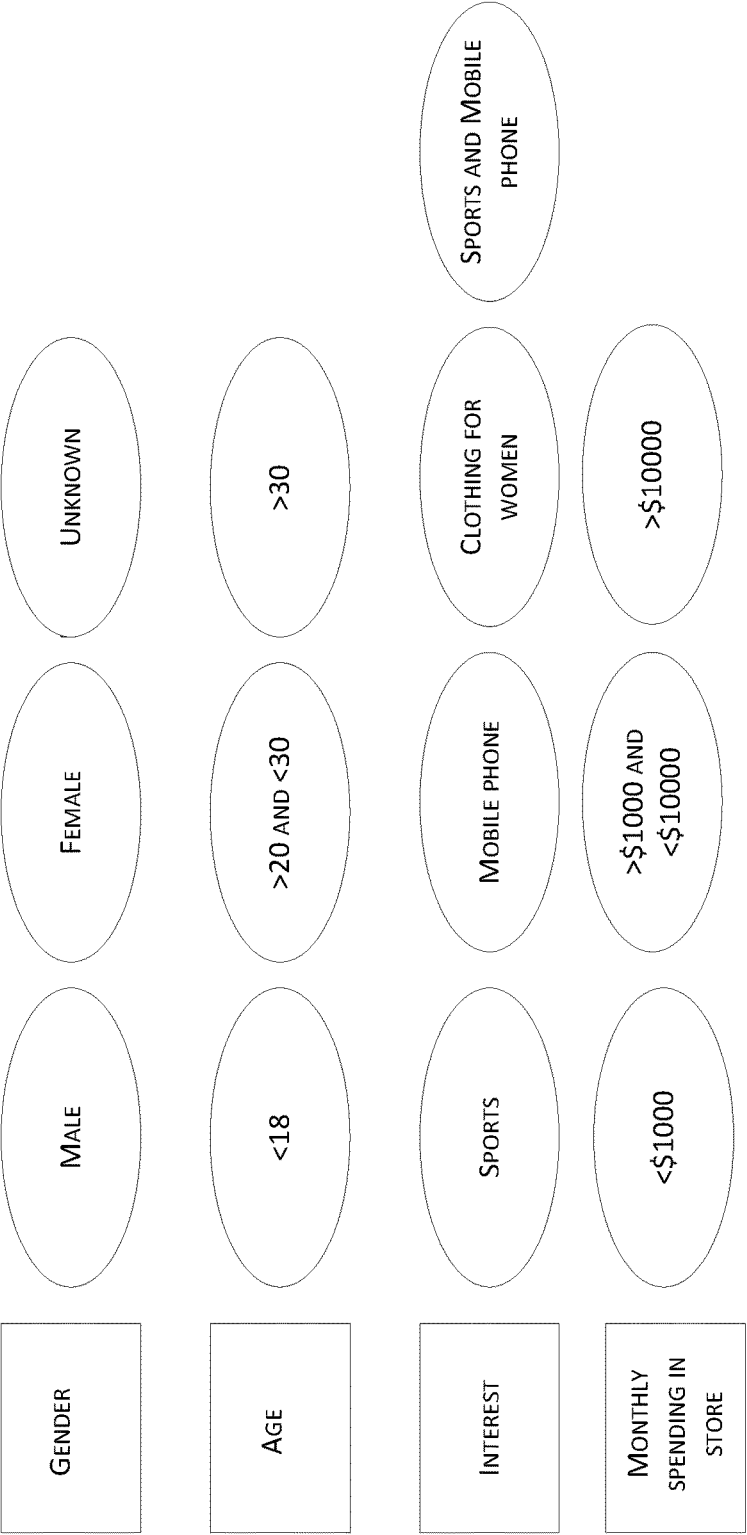 GENDER
MALE
FEMALE
UNKNOWN
AGE
<18
>20 AND <30
>30
INTEREST
SPORTS
MOBILE PHONE
CLOTHING FOR
WOMEN
SPORTS AND MOBILE
PHONE
MONTHLY
SPENDING IN
STORE
<$1000
>$1000 AND
<$10000
>$10000